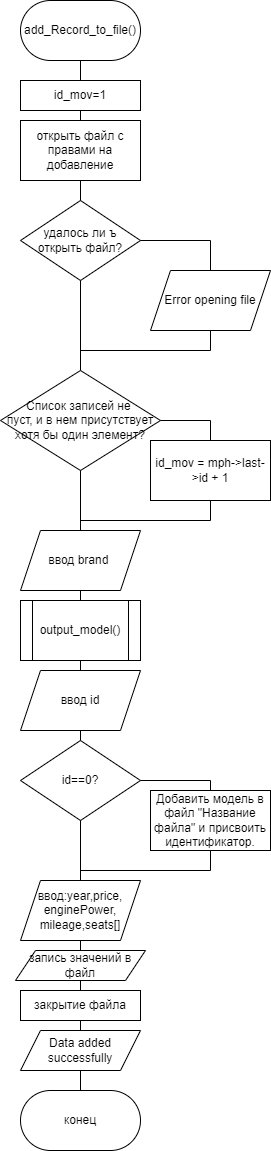 add_Record_to_file()
id_mov=1
открыть файл с
правами на
добавление
удалось ли ъ
открыть файл?
Error opening file
Список записей не
пуст, и в нем присутствует
хотя бы один элемент?
id_mov = mph->last-
>id + 1
ввод brand
output_model()
ввод id
id==0?
Добавить модель в
файл "Название
файла" и присвоить
идентификатор.
ввод:year,price,
enginePower,
mileage,seats[]
запись значений в
файл
закрытие файла
Data added
successfully
конец